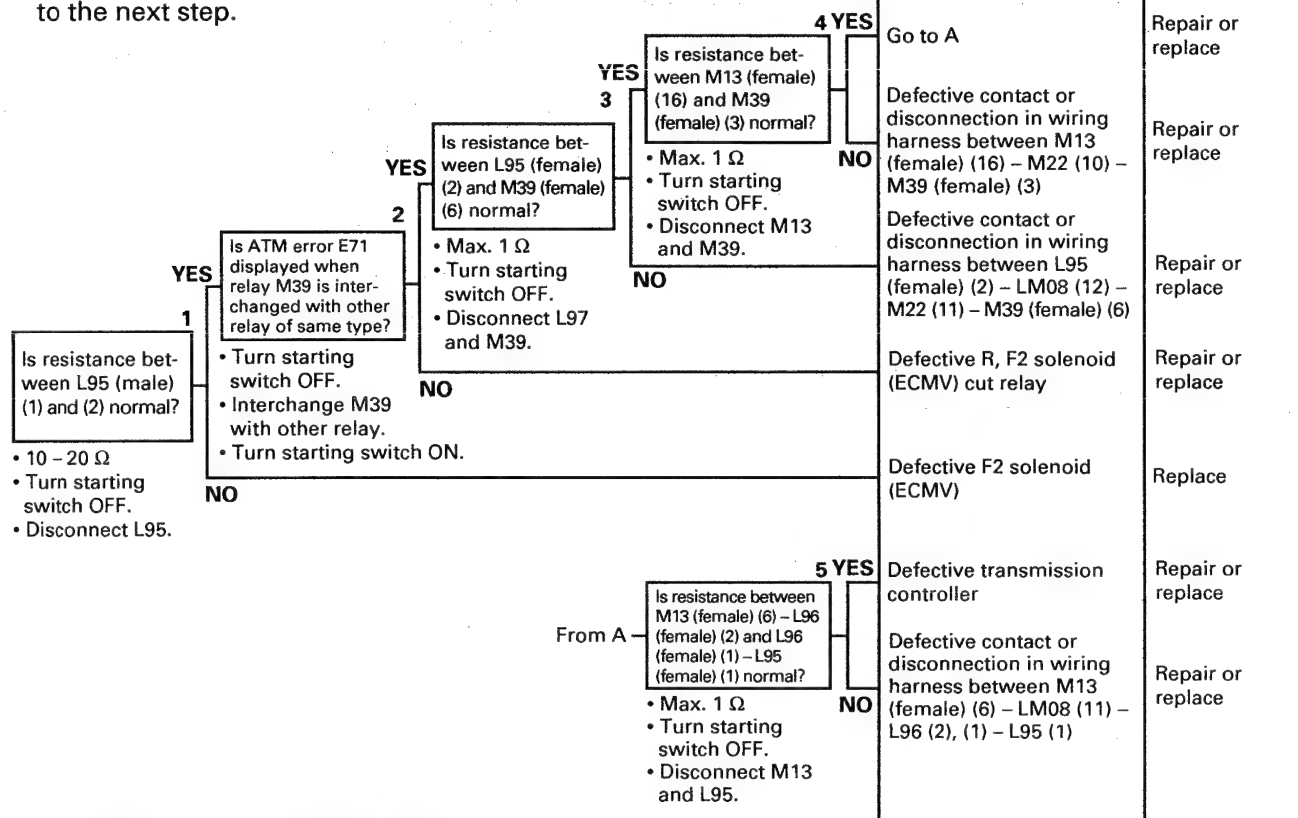 to the next step.
1
Is resistance bet-
ween L95 (male)
(1) and (2) normal?
• 10 – 20 Ω
• Turn starting
switch OFF.
• Disconnect L95.
YES
NO
2
Is ATM error E71
displayed when
relay M39 is inter-
changed with other
relay of same type?
• Turn starting
switch OFF.
• Interchange M39
with other relay.
• Turn starting switch ON.
YES
NO
3
Is resistance bet-
ween L95 (female)
(2) and M39 (female)
(6) normal?
• Max. 1 Ω
• Turn starting
switch OFF.
• Disconnect L97
and M39.
YES
NO
4
Is resistance bet-
ween M13 (female)
(16) and M39
(female) (3) normal?
• Max. 1 Ω
• Turn starting
switch OFF.
• Disconnect M13
and M39.
YES
NO
Go to A
Repair or
replace
Defective contact or
disconnection in wiring
harness between M13
(female) (16) – M22 (10) –
M39 (female) (3)
Repair or
replace
Defective contact or
disconnection in wiring
harness between L95
(female) (2) – LM08 (12) –
M22 (11) – M39 (female) (6)
Repair or
replace
Defective R, F2 solenoid
(ECMV) cut relay
Repair or
replace
Defective F2 solenoid
(ECMV)
Replace
From A
5
Is resistance between
M13 (female) (6) – L96
(female) (2) and L96
(female) (1) – L95
(female) (1) normal?
• Max. 1 Ω
• Turn starting
switch OFF.
• Disconnect M13
and L95.
YES
NO
Defective transmission
controller
Repair or
replace
Defective contact or
disconnection in wiring
harness between M13
(female) (6) – LM08 (11) –
L96 (2), (1) – L95 (1)
Repair or
replace